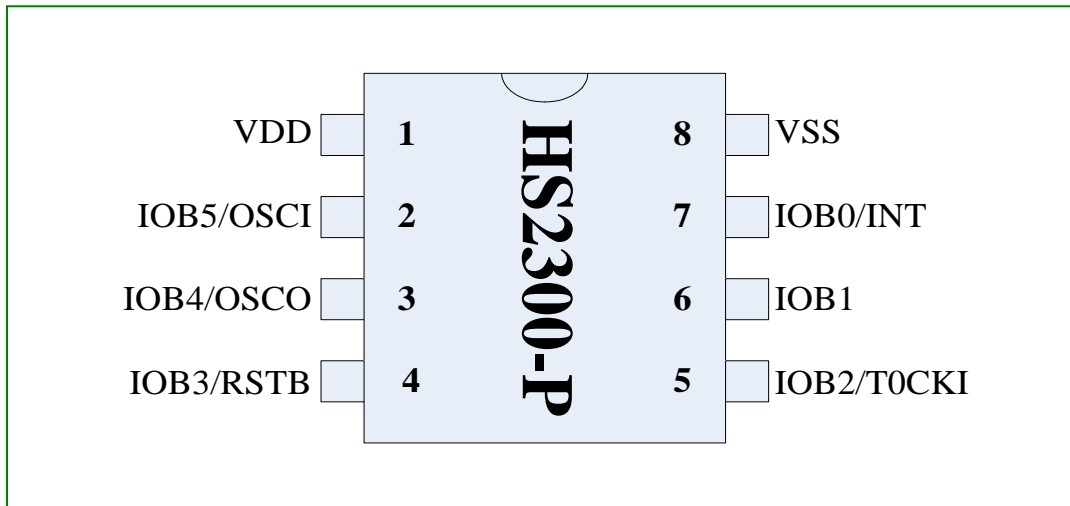 VDD 1 8 VSS
IOB5/OSCI 2 7 IOB0/INT
IOB4/OSCO 3 6 IOB1
IOB3/RSTB 4 5 IOB2/T0CKI
HS2300-P